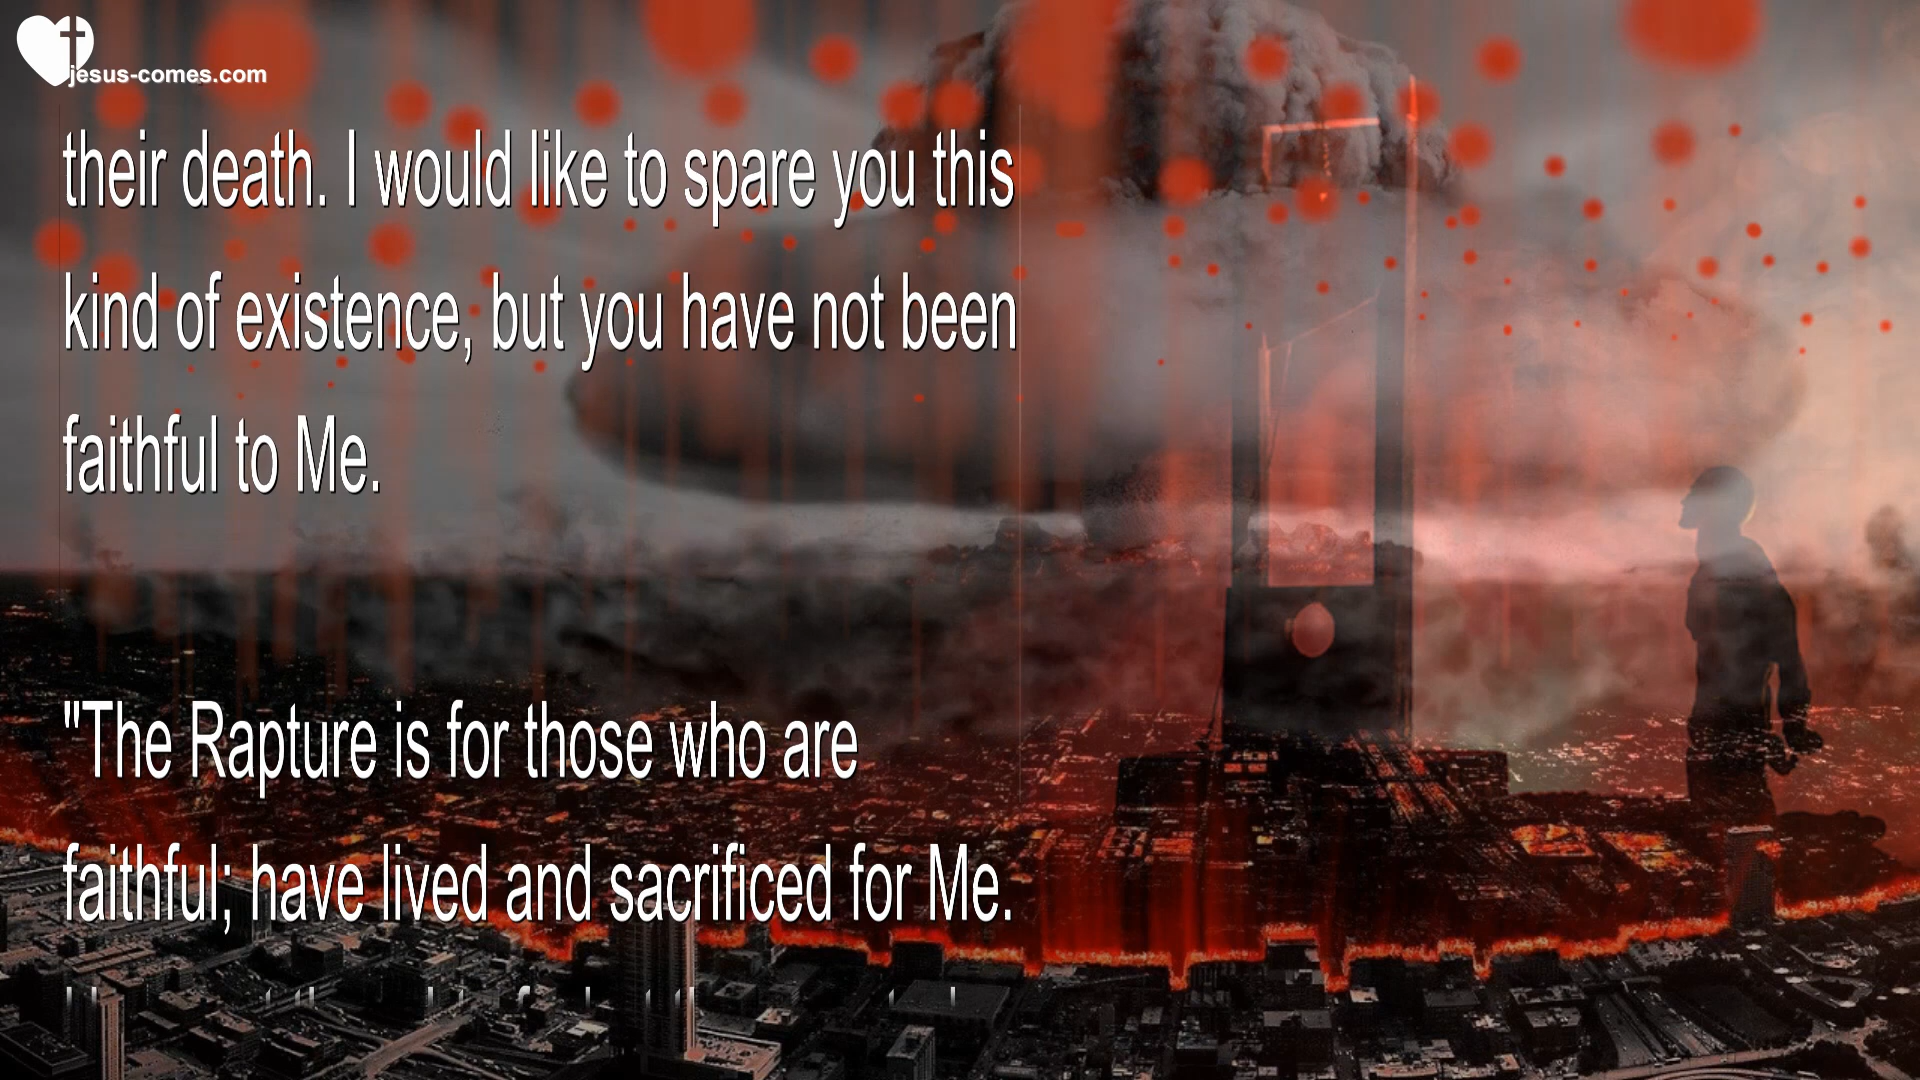 jesus-comes.com
their death. I would like to spare you this
kind of existence, but you have not been
faithful to Me.
"The Rapture is for those who are
faithful; have lived and sacrificed for Me.